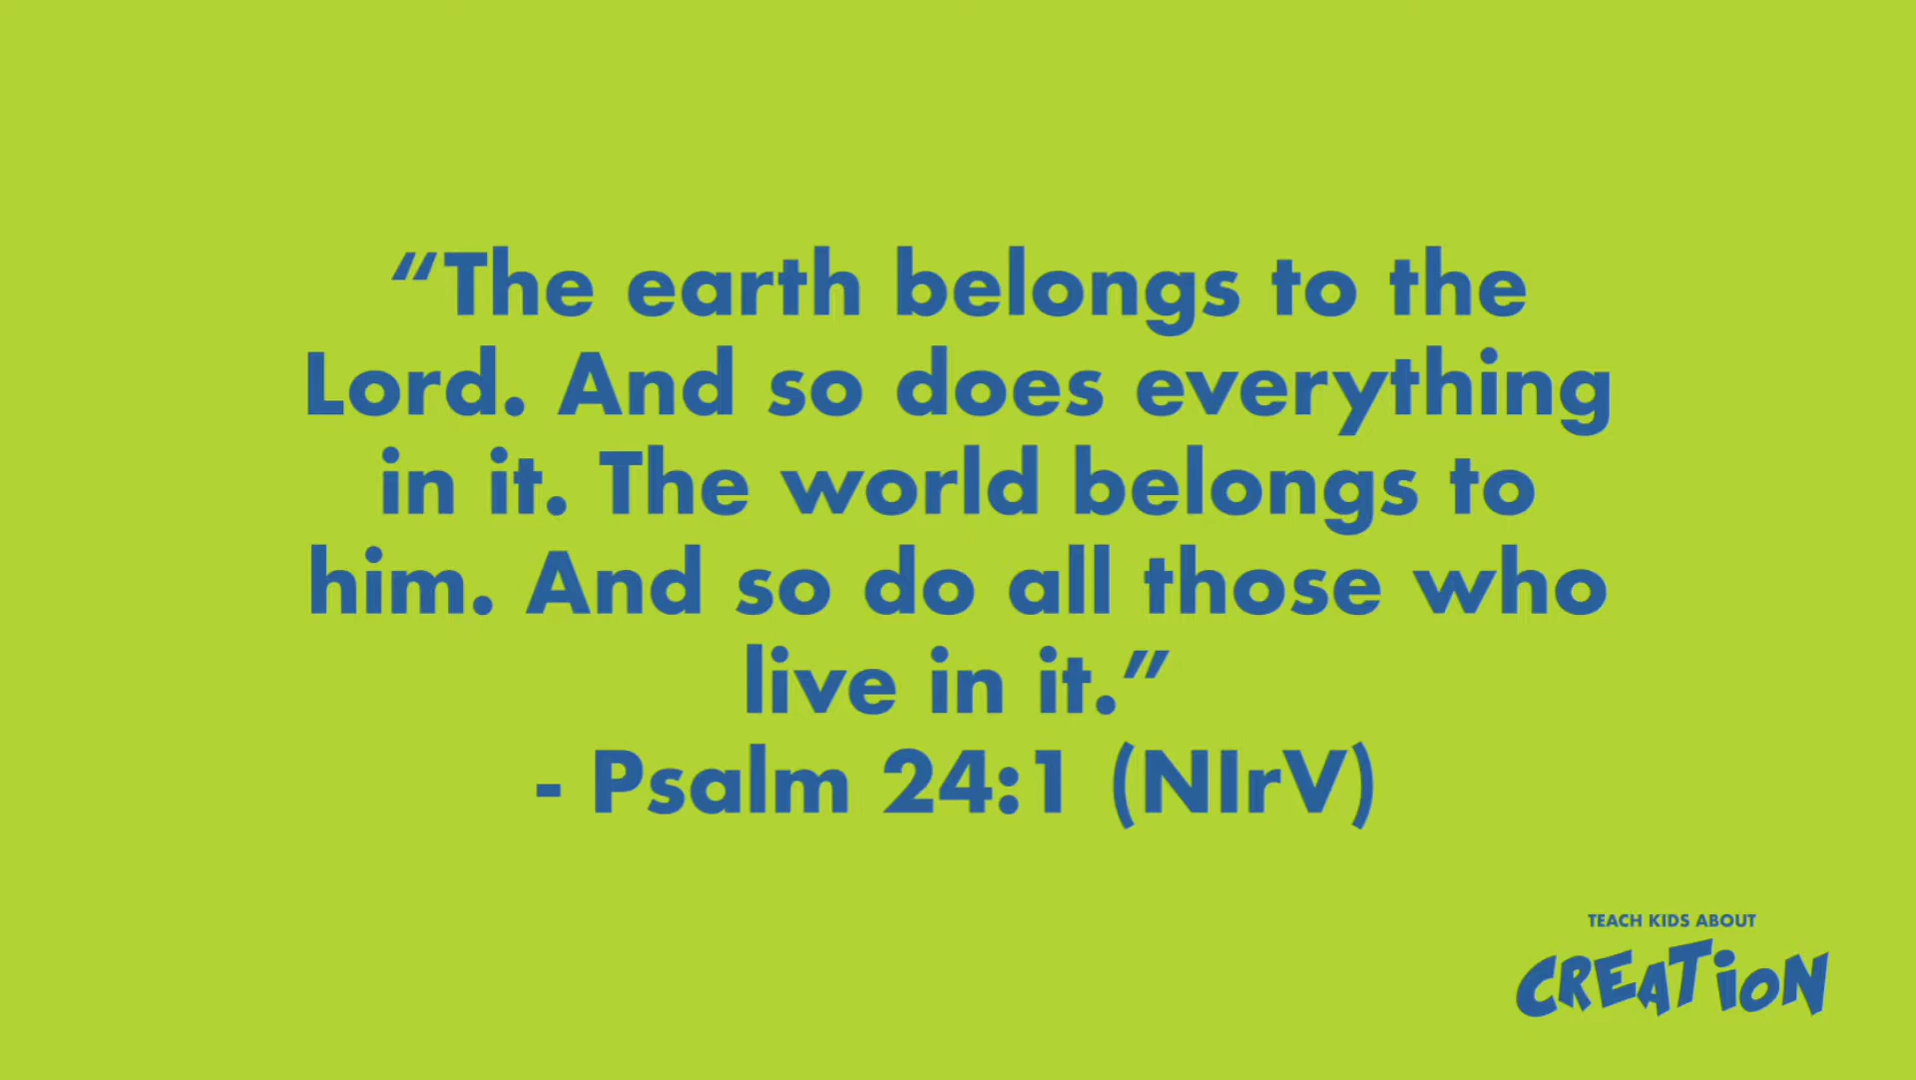 “The earth belongs to the
Lord. And so does everything
in it. The world belongs to
him. And so do all those who
live in it.”
- Psalm 24:1 (NIrV)
TEACH KIDS ABOUT
CREATiON